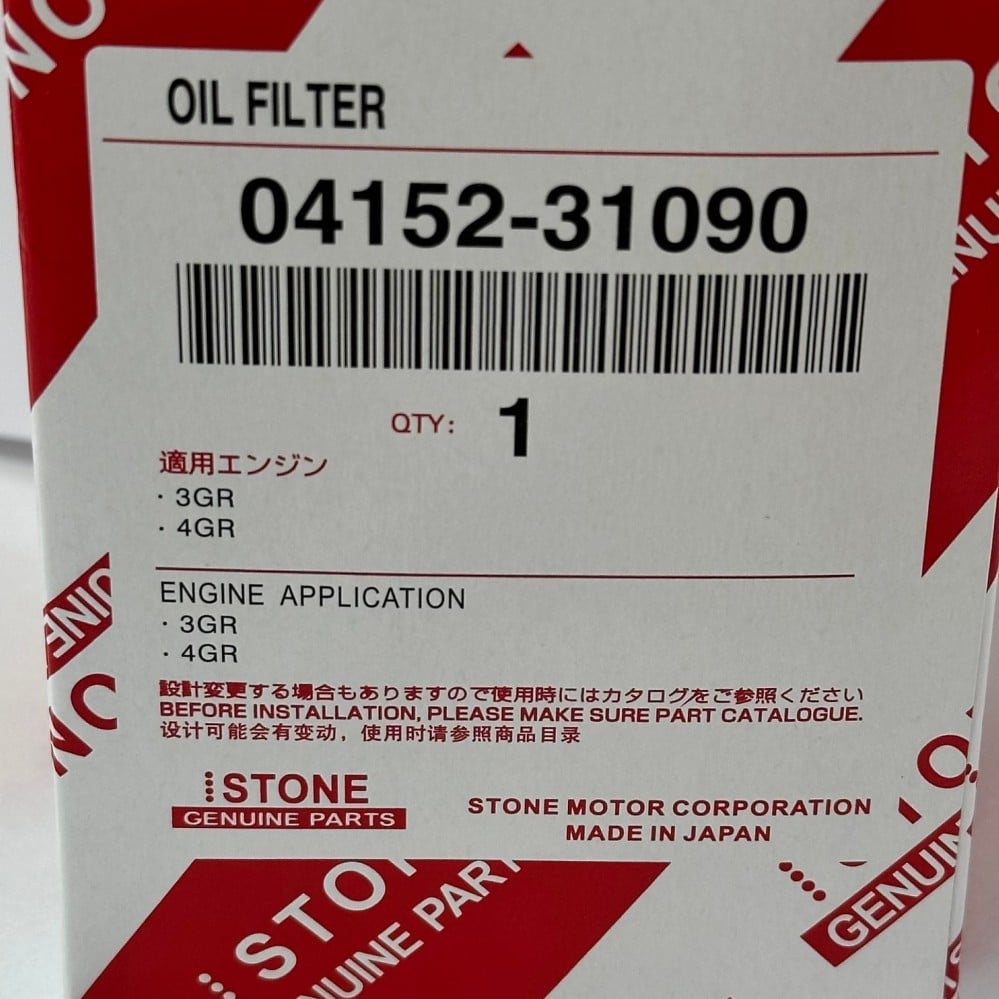 OIL FILTER
04152-31090
QTY: 1
適用エンジン
· 3GR
· 4GR
ENGINE APPLICATION
· 3GR
· 4GR
設計変更する場合もありますので使用時にはカタログをご参照ください
BEFORE INSTALLATION, PLEASE MAKE SURE PART CATALOGUE.
设计可能会有变动，使用时请参照商品目录
STONE
GENUINE PARTS
STONE MOTOR CORPORATION
MADE IN JAPAN